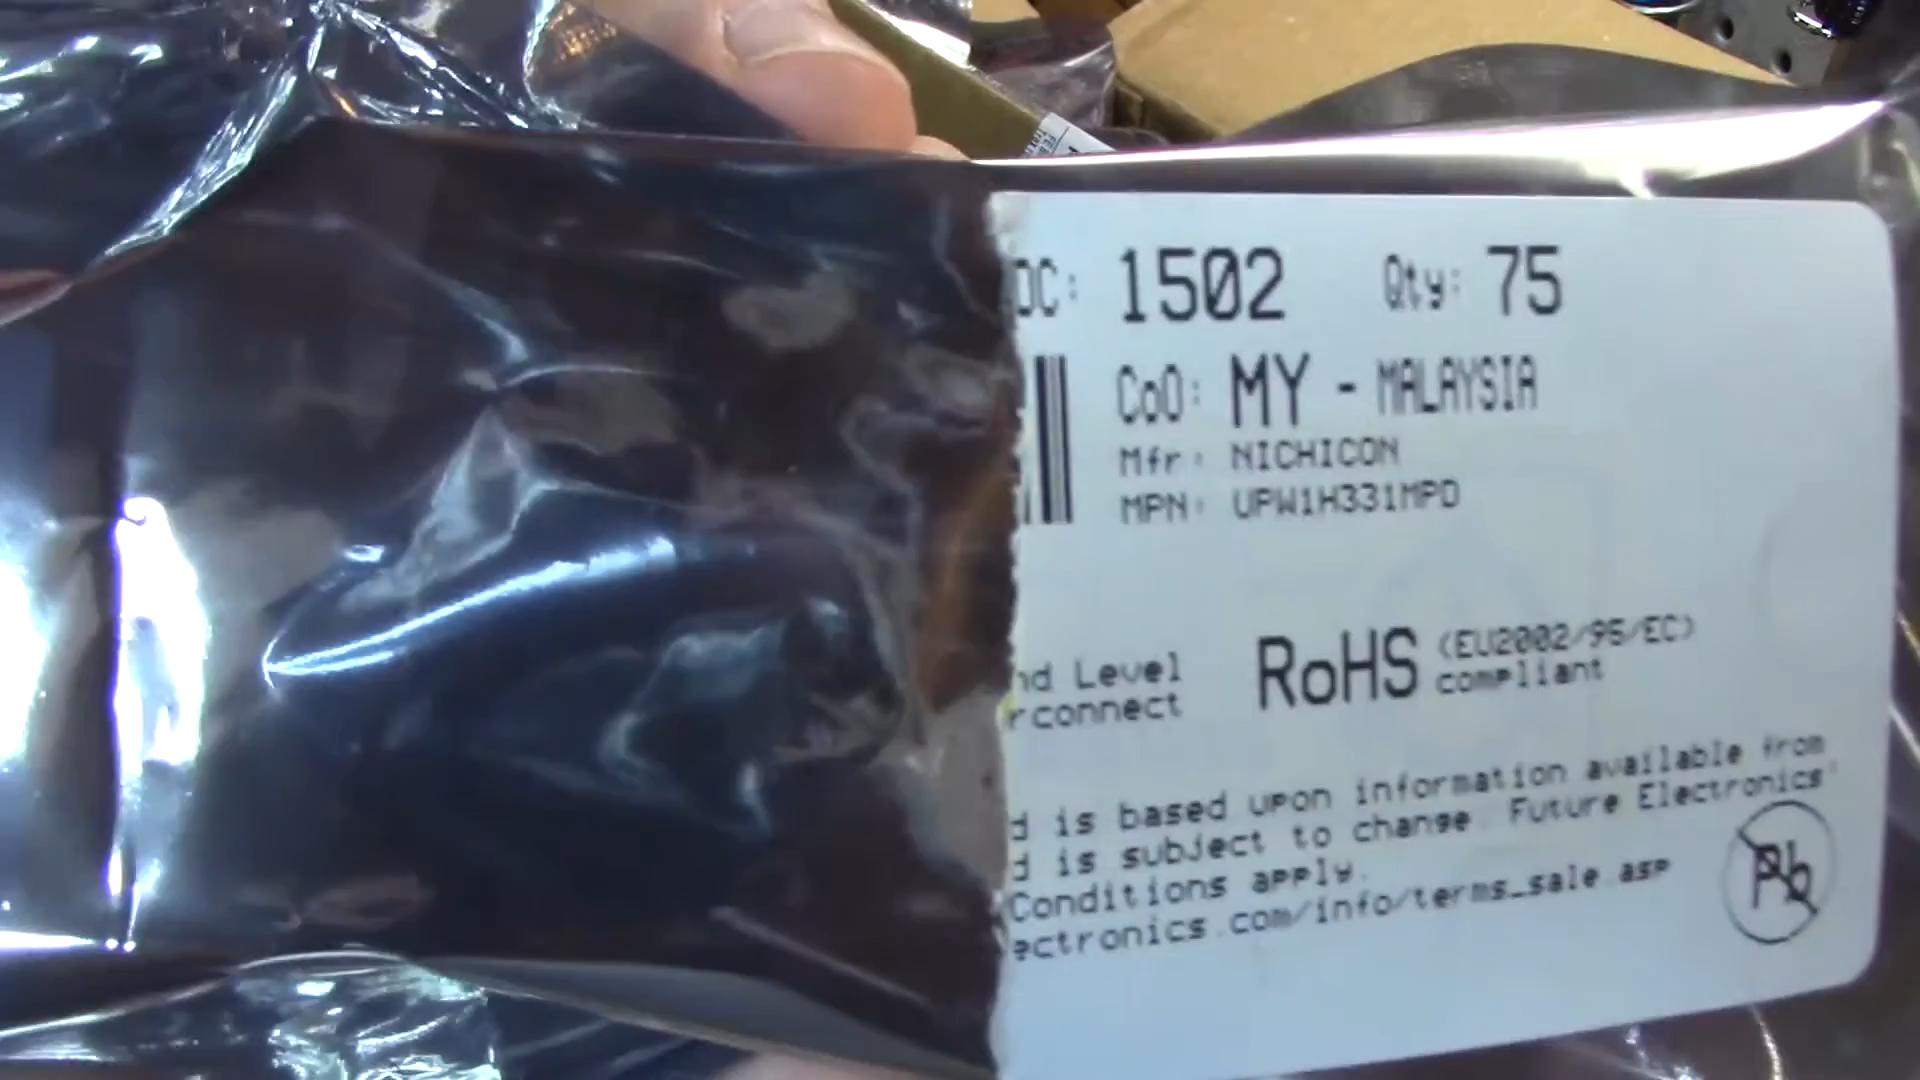 DC: 1502 Qty: 75
CoO: MY - MALAYSIA
Mfr: NICHICON
MPN: UPW1H331MPD
nd Level
rconnect
RoHS (EU2002/95/EC)
compliant
d is based upon information available from
d is subject to change. Future Electronics'
Conditions apply.
ectronics.com/info/terms_sale.asp
Pb